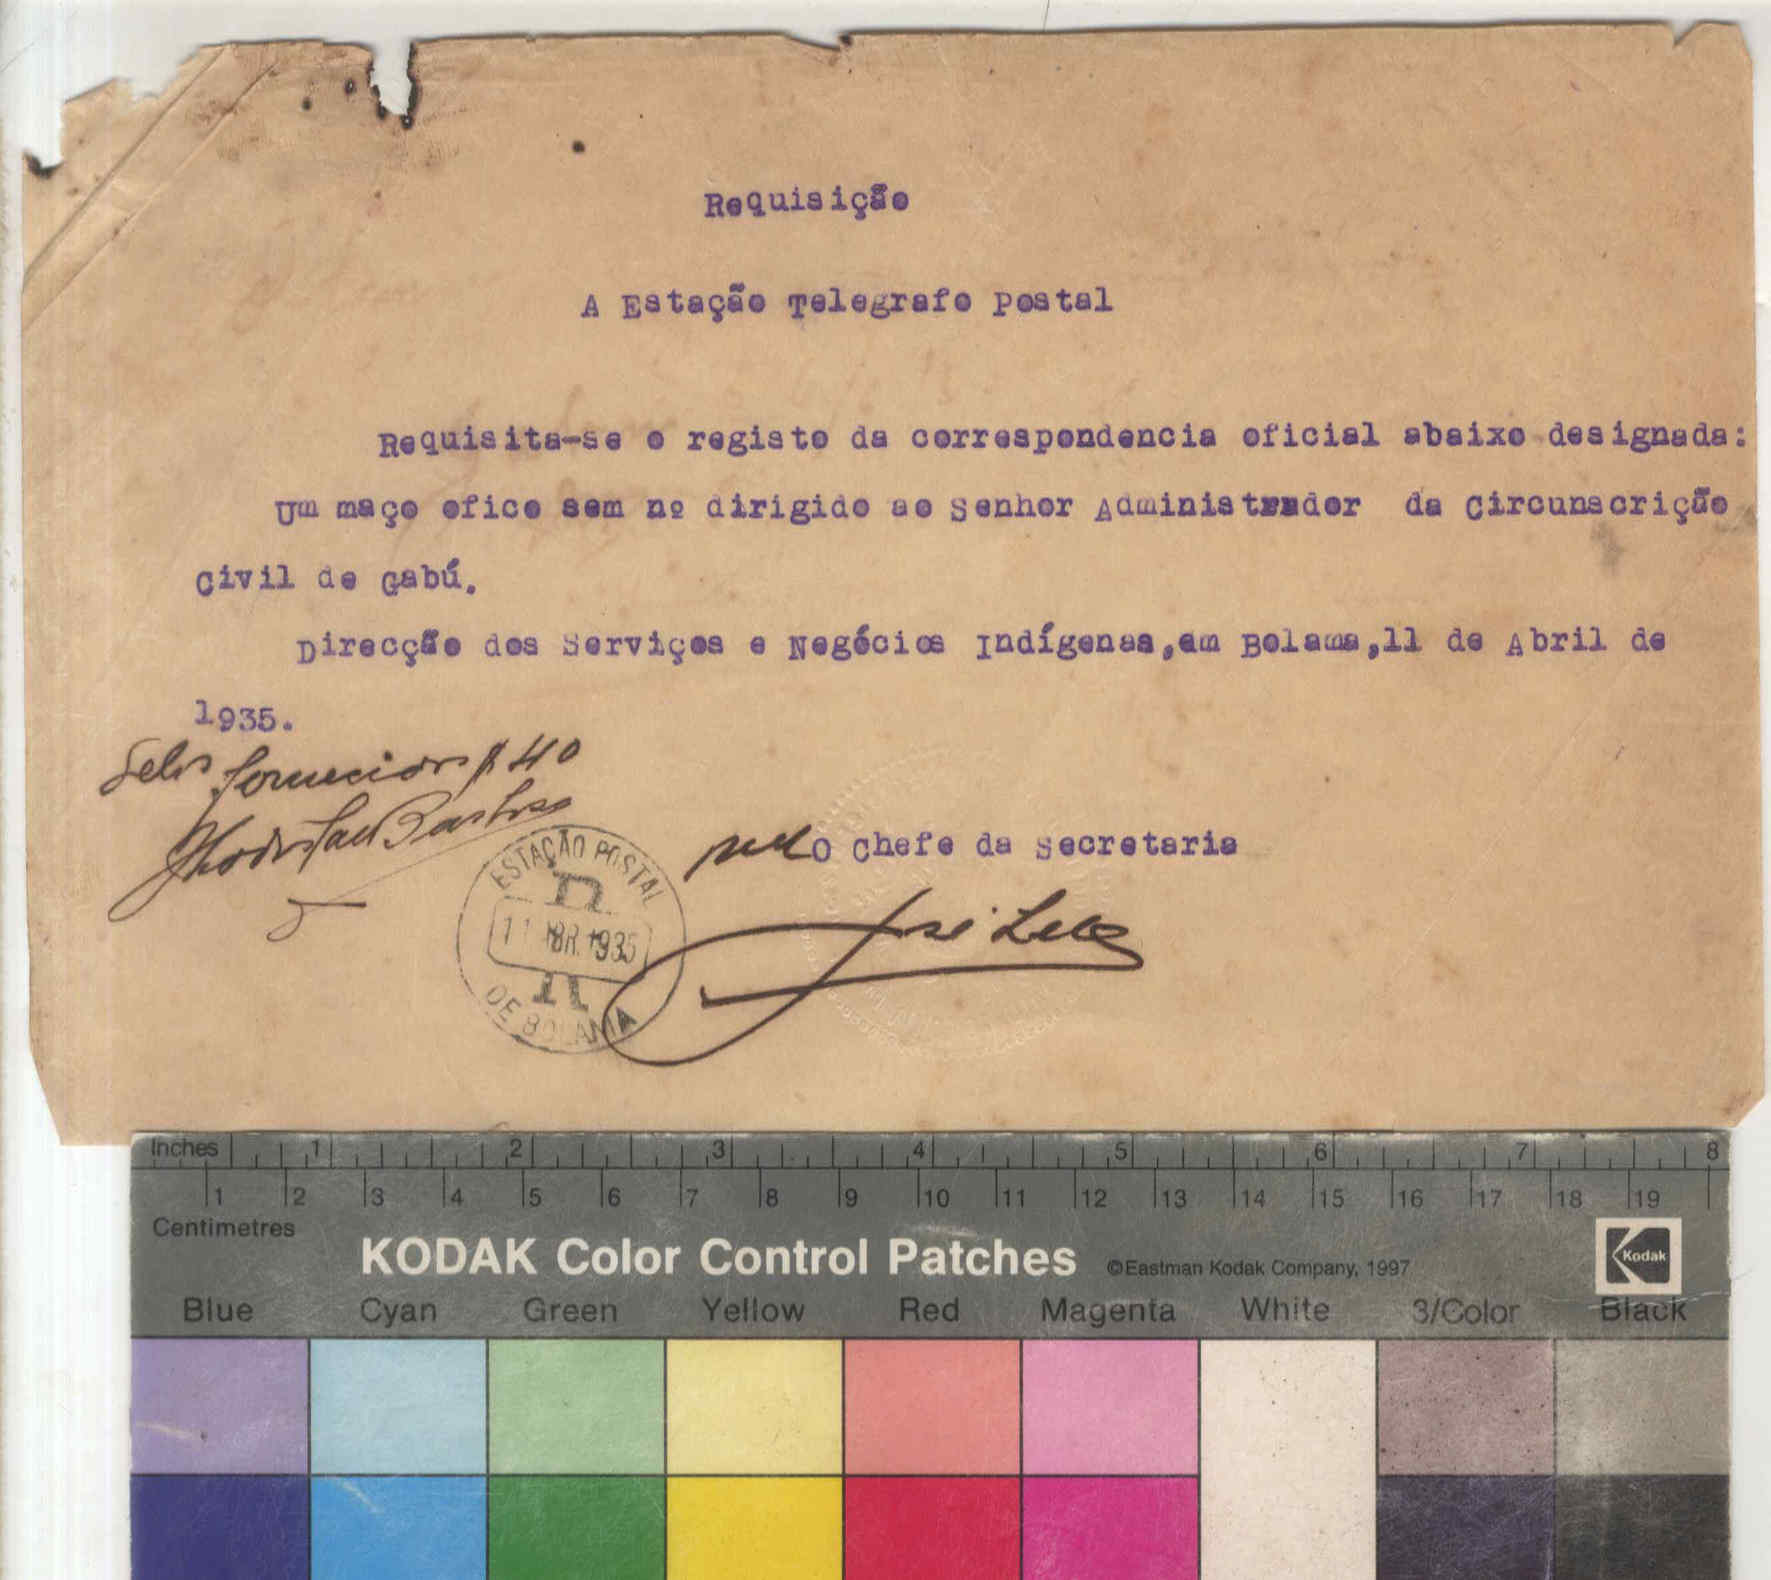 Requisição
A Estação Telegrafo Postal
Requisita-se o registo da correspondencia oficial abaixo designada:
Um maço ofico sem nº dirigido ao Senhor Administrador da Circunscrição
Civil de Gabú.
Direcção dos Serviços e Negócios Indígenas,em Bolama,11 de Abril de
1935.
Selos fornecidos $40
Bastos
pelo O Chefe da Secretaria
José
ESTAÇÃO POSTAL
11 ABR. 1935
DE BOLAMA
Inches 1 2 3 4 5 6 7 8
1 2 3 4 5 6 7 8 9 10 11 12 13 14 15 16 17 18 19
Centimetres
KODAK Color Control Patches ©Eastman Kodak Company, 1997 Kodak
Blue Cyan Green Yellow Red Magenta White 3/Color Black